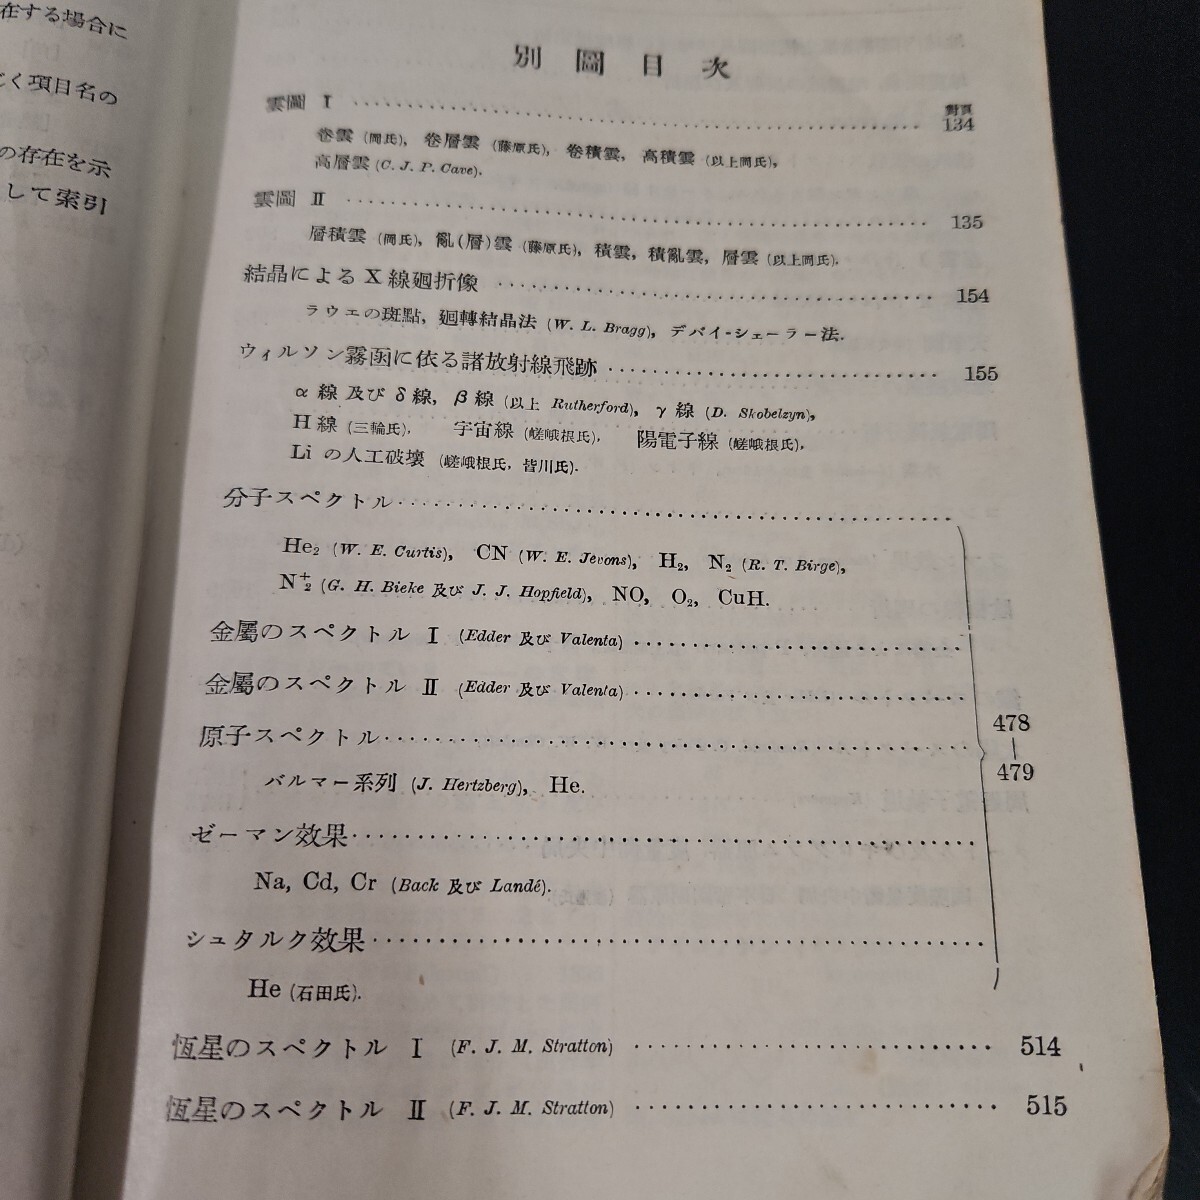 在する場合に
じく項目名の
の存在を示
して索引
別圖目次
對頁
雲圖 I 134
卷雲 (岡氏), 卷層雲 (藤原氏), 卷積雲, 高積雲 (以上岡氏),
高層雲 (C. J. P. Cave).
雲圖 II 135
層積雲 (岡氏), 亂(層)雲 (藤原氏), 積雲, 積亂雲, 層雲 (以上岡氏).
結晶による X 線廻折像 154
ラウエの斑點, 廻轉結晶法 (W. L. Bragg), デバイ-シェーラー法.
ウィルソン霧函に依る諸放射線飛跡 155
α 線 及び δ 線, β 線 (以上 Rutherford), γ 線 (D. Skobelzyn),
H 線 (三輪氏), 宇宙線 (嵯峨根氏), 陽電子線 (嵯峨根氏),
Li の人工破壞 (嵯峨根氏, 皆川氏).
分子スペクトル
He₂ (W. E. Curtis), CN (W. E. Jevons), H₂, N₂ (R. T. Birge),
N₂⁺ (G. H. Bieke 及び J. J. Hopfield), NO, O₂, CuH.
金屬のスペクトル I (Edder 及び Valenta)
金屬のスペクトル II (Edder 及び Valenta)
原子スペクトル
478
|
479
バルマー系列 (J. Hertzberg), He.
ゼーマン效果
Na, Cd, Cr (Back 及び Landé).
シュタルク效果
He (石田氏).
恆星のスペクトル I (F. J. M. Stratton) 514
恆星のスペクトル II (F. J. M. Stratton) 515